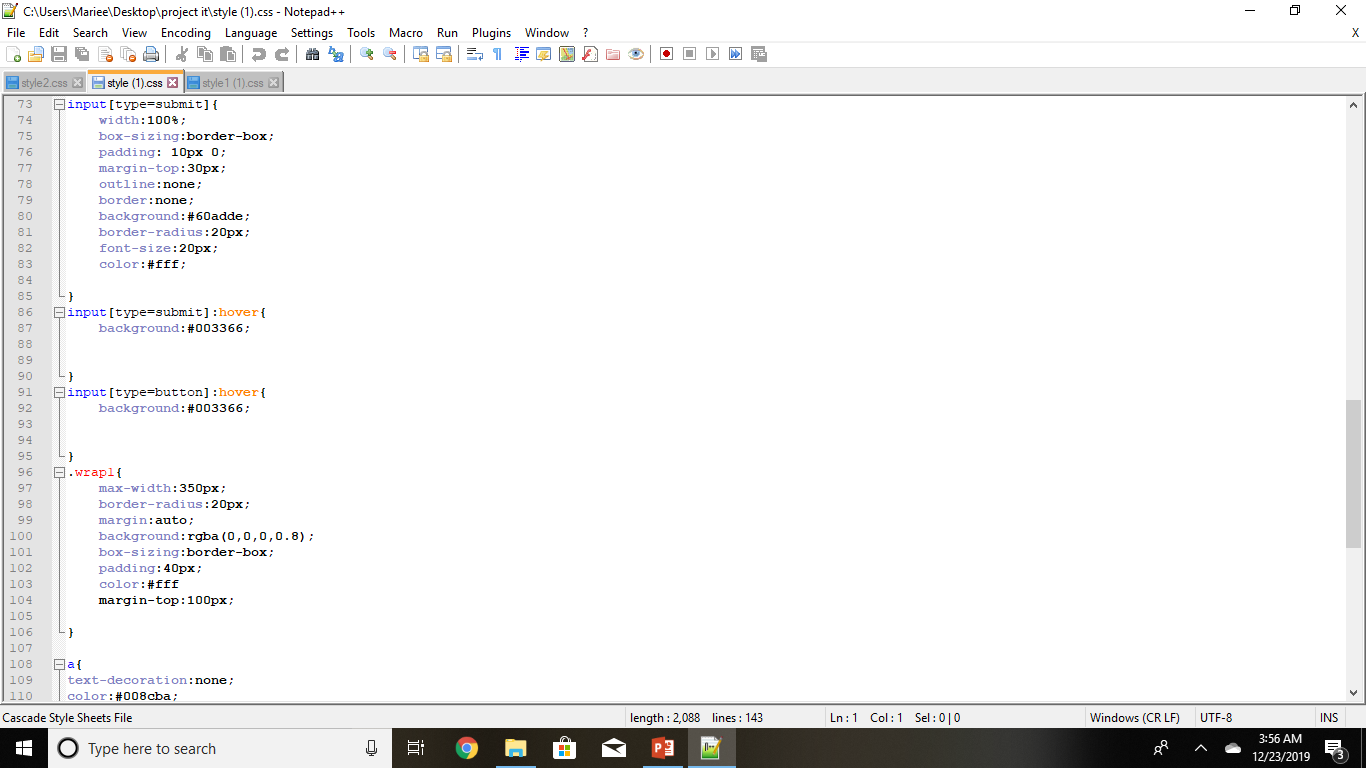 C:\Users\Mariee\Desktop\project it\style (1).css - Notepad++
File Edit Search View Encoding Language Settings Tools Macro Run Plugins Window ? X
style2.css style (1).css style1 (1).css
73 input[type=submit]{
74 width:100%;
75 box-sizing:border-box;
76 padding: 10px 0;
77 margin-top:30px;
78 outline:none;
79 border:none;
80 background:#60adde;
81 border-radius:20px;
82 font-size:20px;
83 color:#fff;
84
85 }
86 input[type=submit]:hover{
87 background:#003366;
88
89
90 }
91 input[type=button]:hover{
92 background:#003366;
93
94
95 }
96 .wrap1{
97 max-width:350px;
98 border-radius:20px;
99 margin:auto;
100 background:rgba(0,0,0,0.8);
101 box-sizing:border-box;
102 padding:40px;
103 color:#fff
104 margin-top:100px;
105
106 }
107
108 a{
109 text-decoration:none;
110 color:#008cba;
Cascade Style Sheets File length : 2,088 lines : 143 Ln : 1 Col : 1 Sel : 0 | 0 Windows (CR LF) UTF-8 INS
Type here to search
3:56 AM
12/23/2019
3